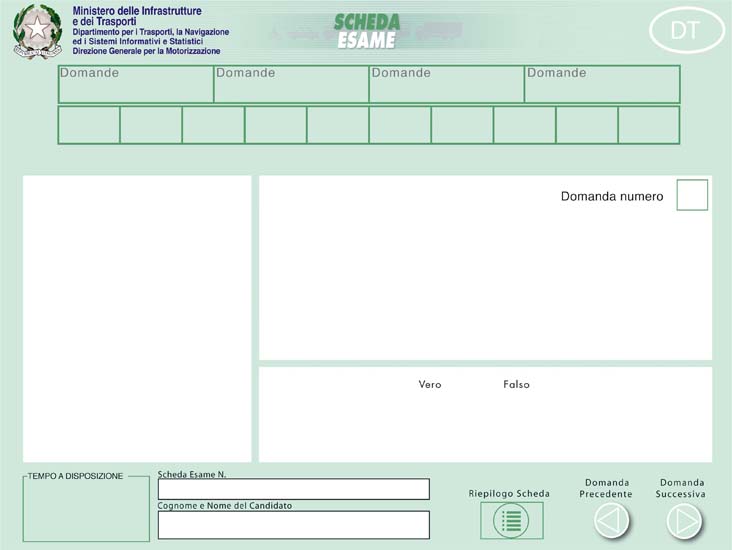 Ministero delle Infrastrutture
e dei Trasporti
Dipartimento per i Trasporti, la Navigazione
ed i Sistemi Informativi e Statistici
Direzione Generale per la Motorizzazione
SCHEDA
ESAME
DT
Domande
Domande
Domande
Domande
Domanda numero
Vero
Falso
TEMPO A DISPOSIZIONE
Scheda Esame N.
Cognome e Nome del Candidato
Riepilogo Scheda
Domanda
Precedente
Domanda
Successiva